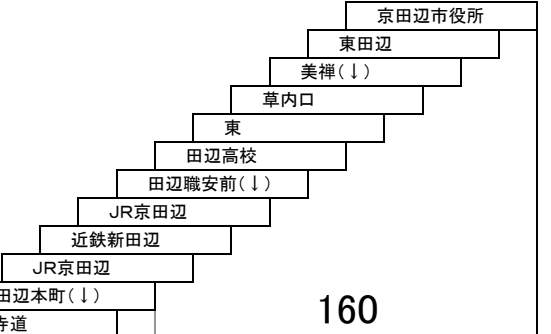 京田辺市役所
東田辺
美禅(↓)
草内口
東
田辺高校
田辺職安前(↓)
JR京田辺
近鉄新田辺
JR京田辺
田辺本町(↓)
寺道
160